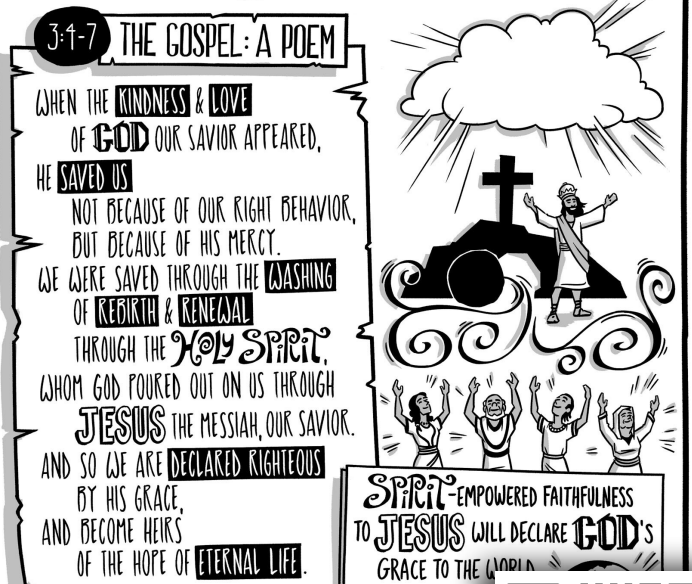 3:4-7 THE GOSPEL: A POEM
WHEN THE KINDNESS & LOVE
OF GOD OUR SAVIOR APPEARED,
HE SAVED US
NOT BECAUSE OF OUR RIGHT BEHAVIOR,
BUT BECAUSE OF HIS MERCY.
WE WERE SAVED THROUGH THE WASHING
OF REBIRTH & RENEWAL
THROUGH THE HOLY SPIRIT,
WHOM GOD POURED OUT ON US THROUGH
JESUS THE MESSIAH, OUR SAVIOR.
AND SO WE ARE DECLARED RIGHTEOUS
BY HIS GRACE,
AND BECOME HEIRS
OF THE HOPE OF ETERNAL LIFE.
SPIRIT-EMPOWERED FAITHFULNESS
TO JESUS WILL DECLARE GOD'S
GRACE TO THE WORLD